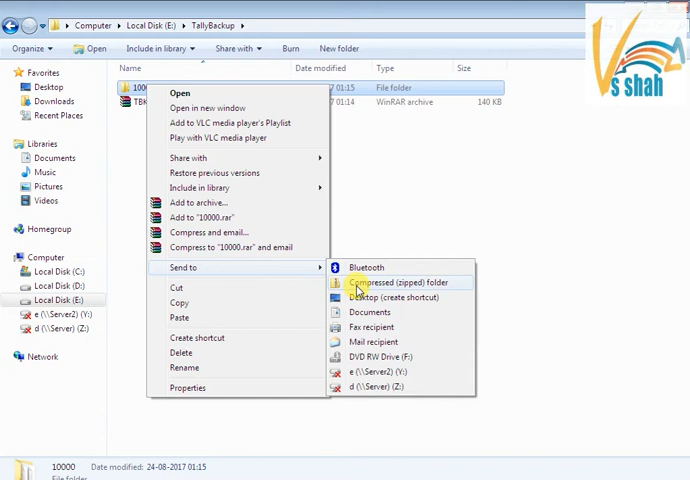 Computer Local Disk (E:) TallyBackup
Organize Open Include in library Share with Burn New folder
Vs shah
Name Date modified Type Size
Favorites
Desktop
Downloads
Recent Places
Libraries
Documents
Music
Pictures
Videos
Homegroup
Computer
Local Disk (C:)
Local Disk (D:)
Local Disk (E:)
e (\\Server2) (Y:)
d (\\Server) (Z:)
Network
01:15 File folder
01:14 WinRAR archive 140 KB
Open
Open in new window
Add to VLC media player's Playlist
Play with VLC media player
Share with
Restore previous versions
Include in library
Add to archive...
Add to "10000.rar"
Compress and email...
Compress to "10000.rar" and email
Send to
Cut
Copy
Paste
Create shortcut
Delete
Rename
Properties
Bluetooth
Compressed (zipped) folder
Desktop (create shortcut)
Documents
Fax recipient
Mail recipient
DVD RW Drive (F:)
e (\\Server2) (Y:)
d (\\Server) (Z:)
10000 Date modified: 24-08-2017 01:15
File folder